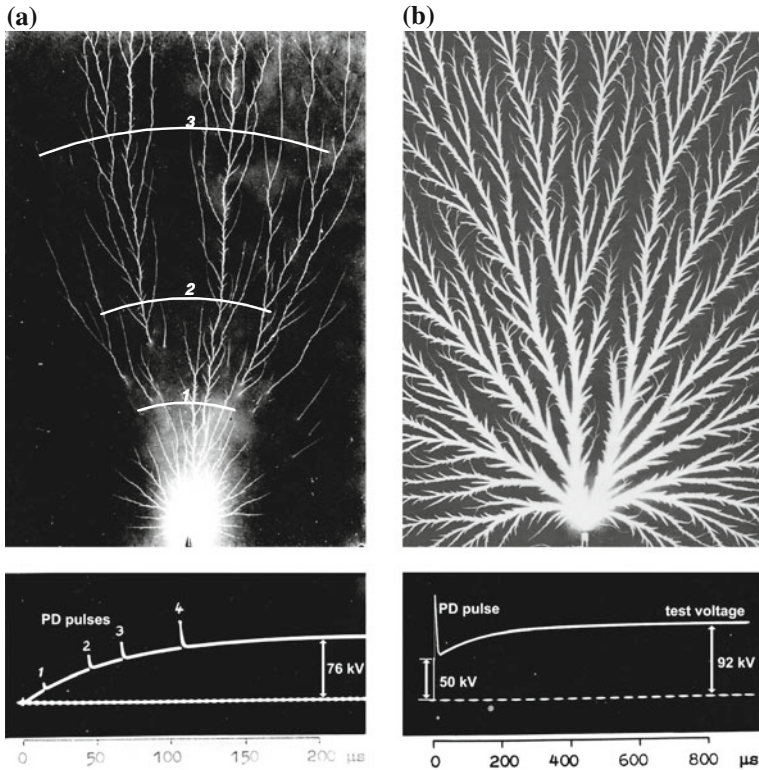 (a)
3
2
1
PD pulses
1
2
3
4
76 kV
0 50 100 150 200 µs
(b)
PD pulse
test voltage
50 kV
92 kV
0 200 400 600 800 µs